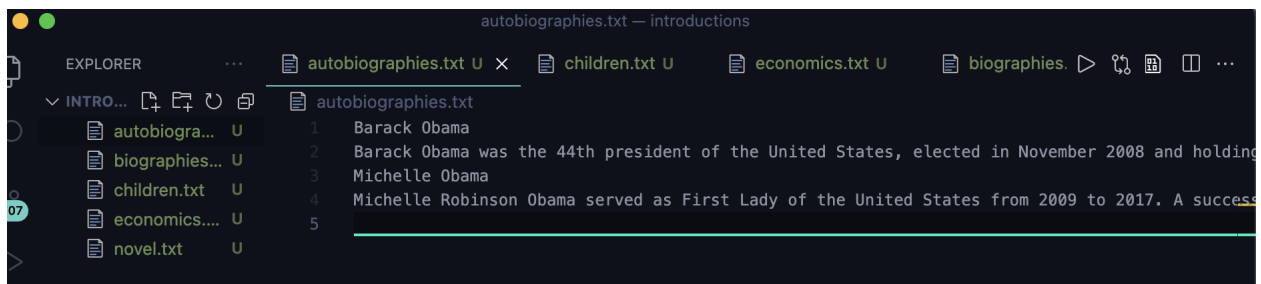 autobiographies.txt — introductions
EXPLORER ...
autobiographies.txt U
children.txt U
economics.txt U
biographies.
INTRO...
autobiogra... U
biographies... U
children.txt U
economics.... U
novel.txt U
07
autobiographies.txt
1 Barack Obama
2 Barack Obama was the 44th president of the United States, elected in November 2008 and holding
3 Michelle Obama
4 Michelle Robinson Obama served as First Lady of the United States from 2009 to 2017. A success
5